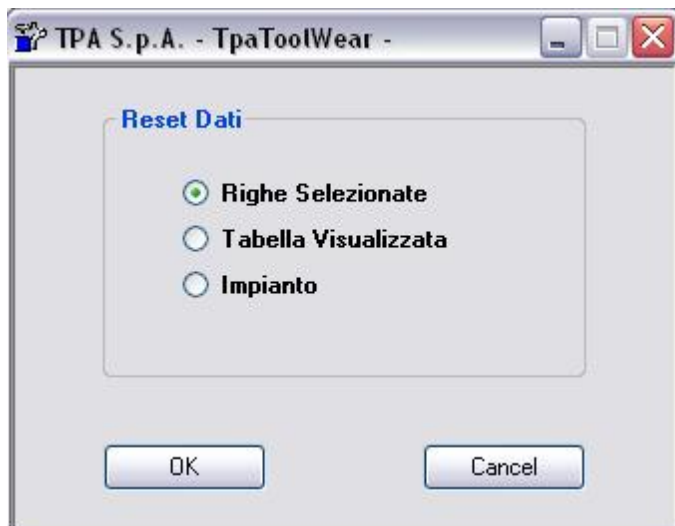 TPA S.p.A. - TpaToolWear -
Reset Dati
Righe Selezionate
Tabella Visualizzata
Impianto
OK
Cancel